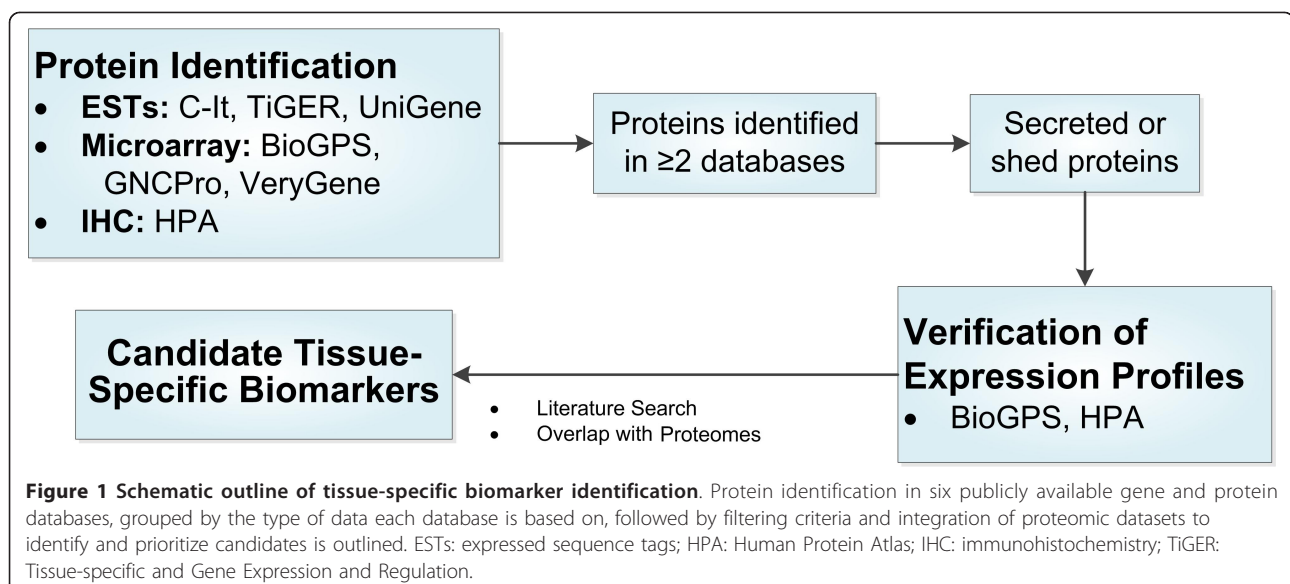 Protein Identification
• ESTs: C-It, TiGER, UniGene
• Microarray: BioGPS,
GNCPro, VeryGene
• IHC: HPA
Proteins identified
in ≥2 databases
Secreted or
shed proteins
Verification of
Expression Profiles
• BioGPS, HPA
• Literature Search
• Overlap with Proteomes
Candidate Tissue-
Specific Biomarkers
Figure 1 Schematic outline of tissue-specific biomarker identification. Protein identification in six publicly available gene and protein
databases, grouped by the type of data each database is based on, followed by filtering criteria and integration of proteomic datasets to
identify and prioritize candidates is outlined. ESTs: expressed sequence tags; HPA: Human Protein Atlas; IHC: immunohistochemistry; TiGER:
Tissue-specific and Gene Expression and Regulation.